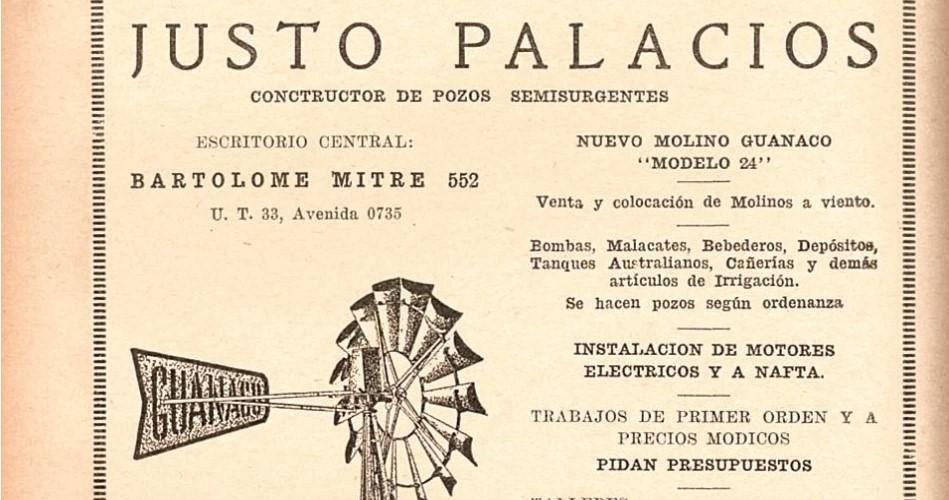 JUSTO PALACIOS
CONCTRUCTOR DE POZOS SEMISURGENTES
ESCRITORIO CENTRAL:
BARTOLOME MITRE 552
U. T. 33, Avenida 0735
GUANACO
NUEVO MOLINO GUANACO
“MODELO 24”
Venta y colocación de Molinos a viento.
Bombas, Malacates, Bebederos, Depósitos,
Tanques Australianos, Cañerías y demás
artículos de Irrigación.
Se hacen pozos según ordenanza
INSTALACION DE MOTORES
ELECTRICOS Y A NAFTA.
TRABAJOS DE PRIMER ORDEN Y A
PRECIOS MODICOS
PIDAN PRESUPUESTOS